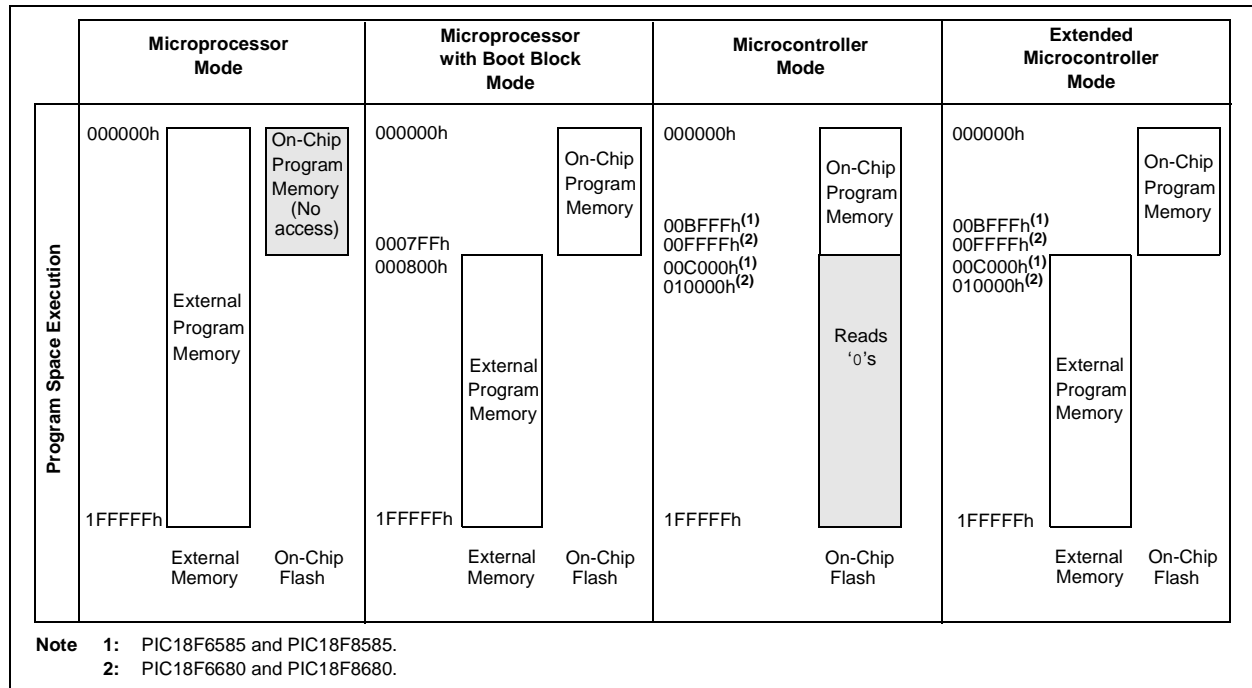 Microprocessor
Mode
Microprocessor
with Boot Block
Mode
Microcontroller
Mode
Extended
Microcontroller
Mode
Program Space Execution
000000h
External
Program
Memory
1FFFFFh
On-Chip
Program
Memory
(No
access)
External
Memory
On-Chip
Flash
000000h
On-Chip
Program
Memory
0007FFh
000800h
External
Program
Memory
1FFFFFh
External
Memory
On-Chip
Flash
000000h
On-Chip
Program
Memory
00BFFFh(1)
00FFFFh(2)
00C000h(1)
010000h(2)
Reads
‘0’s
1FFFFFh
On-Chip
Flash
000000h
On-Chip
Program
Memory
00BFFFh(1)
00FFFFh(2)
00C000h(1)
010000h(2)
External
Program
Memory
1FFFFFh
External
Memory
On-Chip
Flash
Note 1: PIC18F6585 and PIC18F8585.
2: PIC18F6680 and PIC18F8680.